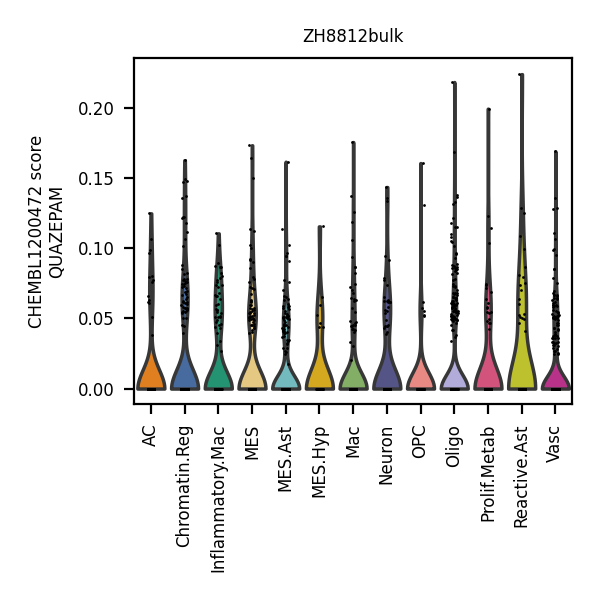 ZH8812bulk
CHEMBL1200472 score
QUAZEPAM
0.20
0.15
0.10
0.05
0.00
AC
Chromatin.Reg
Inflammatory.Mac
MES
MES.Ast
MES.Hyp
Mac
Neuron
OPC
Oligo
Prolif.Metab
Reactive.Ast
Vasc